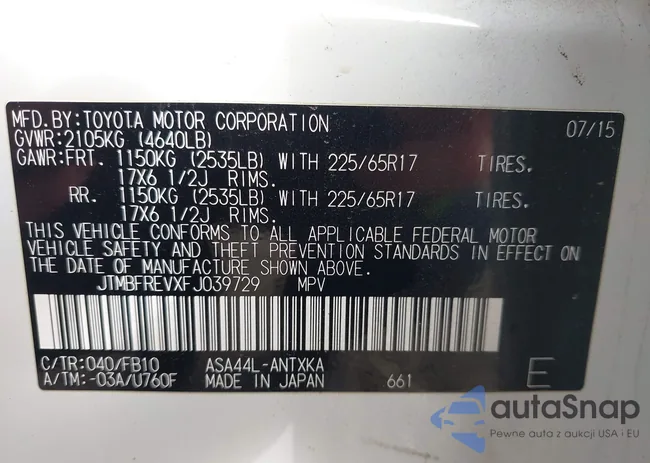 MFD.BY:TOYOTA MOTOR CORPORATION 07/15
GVWR:2105KG (4640LB)
GAWR:FRT. 1150KG (2535LB) WITH 225/65R17 TIRES.
17X6 1/2J RIMS.
RR. 1150KG (2535LB) WITH 225/65R17 TIRES.
17X6 1/2J RIMS.
THIS VEHICLE CONFORMS TO ALL APPLICABLE FEDERAL MOTOR
VEHICLE SAFETY AND THEFT PREVENTION STANDARDS IN EFFECT ON
THE DATE OF MANUFACTURE SHOWN ABOVE.
JTMBFREVXFJ039729 MPV
C/TR:040/FB10 ASA44L-ANTXKA
A/TM:-03A/U760F MADE IN JAPAN 661 E
autaSnap
Pewne auta z aukcji USA i EU